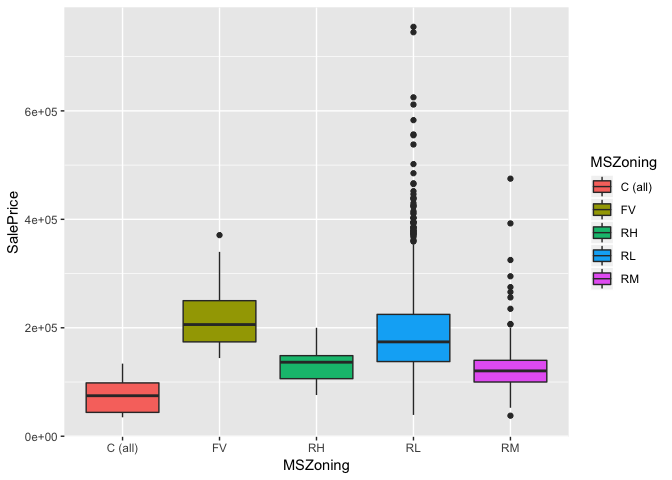 SalePrice
6e+05
4e+05
2e+05
0e+00
C (all) FV RH RL RM
MSZoning
MSZoning
C (all)
FV
RH
RL
RM